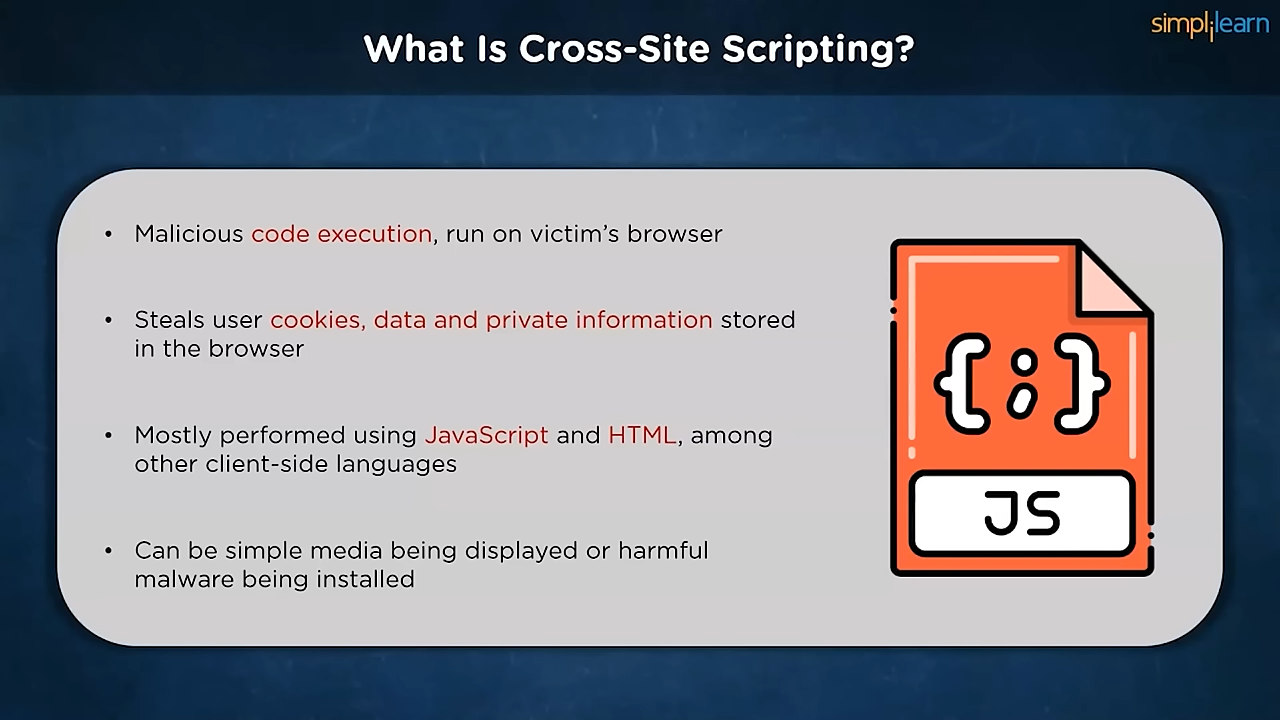 simplilearn
What Is Cross-Site Scripting?
• Malicious code execution, run on victim’s browser
• Steals user cookies, data and private information stored
in the browser
• Mostly performed using JavaScript and HTML, among
other client-side languages
• Can be simple media being displayed or harmful
malware being installed
{;}
JS